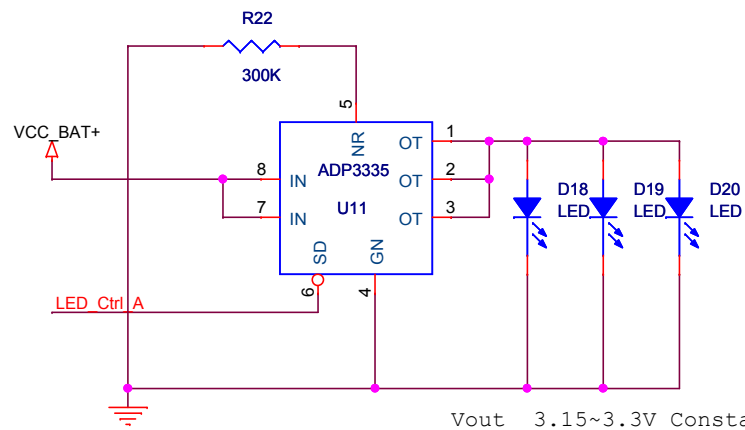 R22
300K
VCC_BAT+
5
NR
8 IN
7 IN
ADP3335
U11
OT 1
OT 2
OT 3
SD
GN
6
4
LED_Ctrl_A
D18
LED
D19
LED
D20
LED
Vout 3.15~3.3V Consta